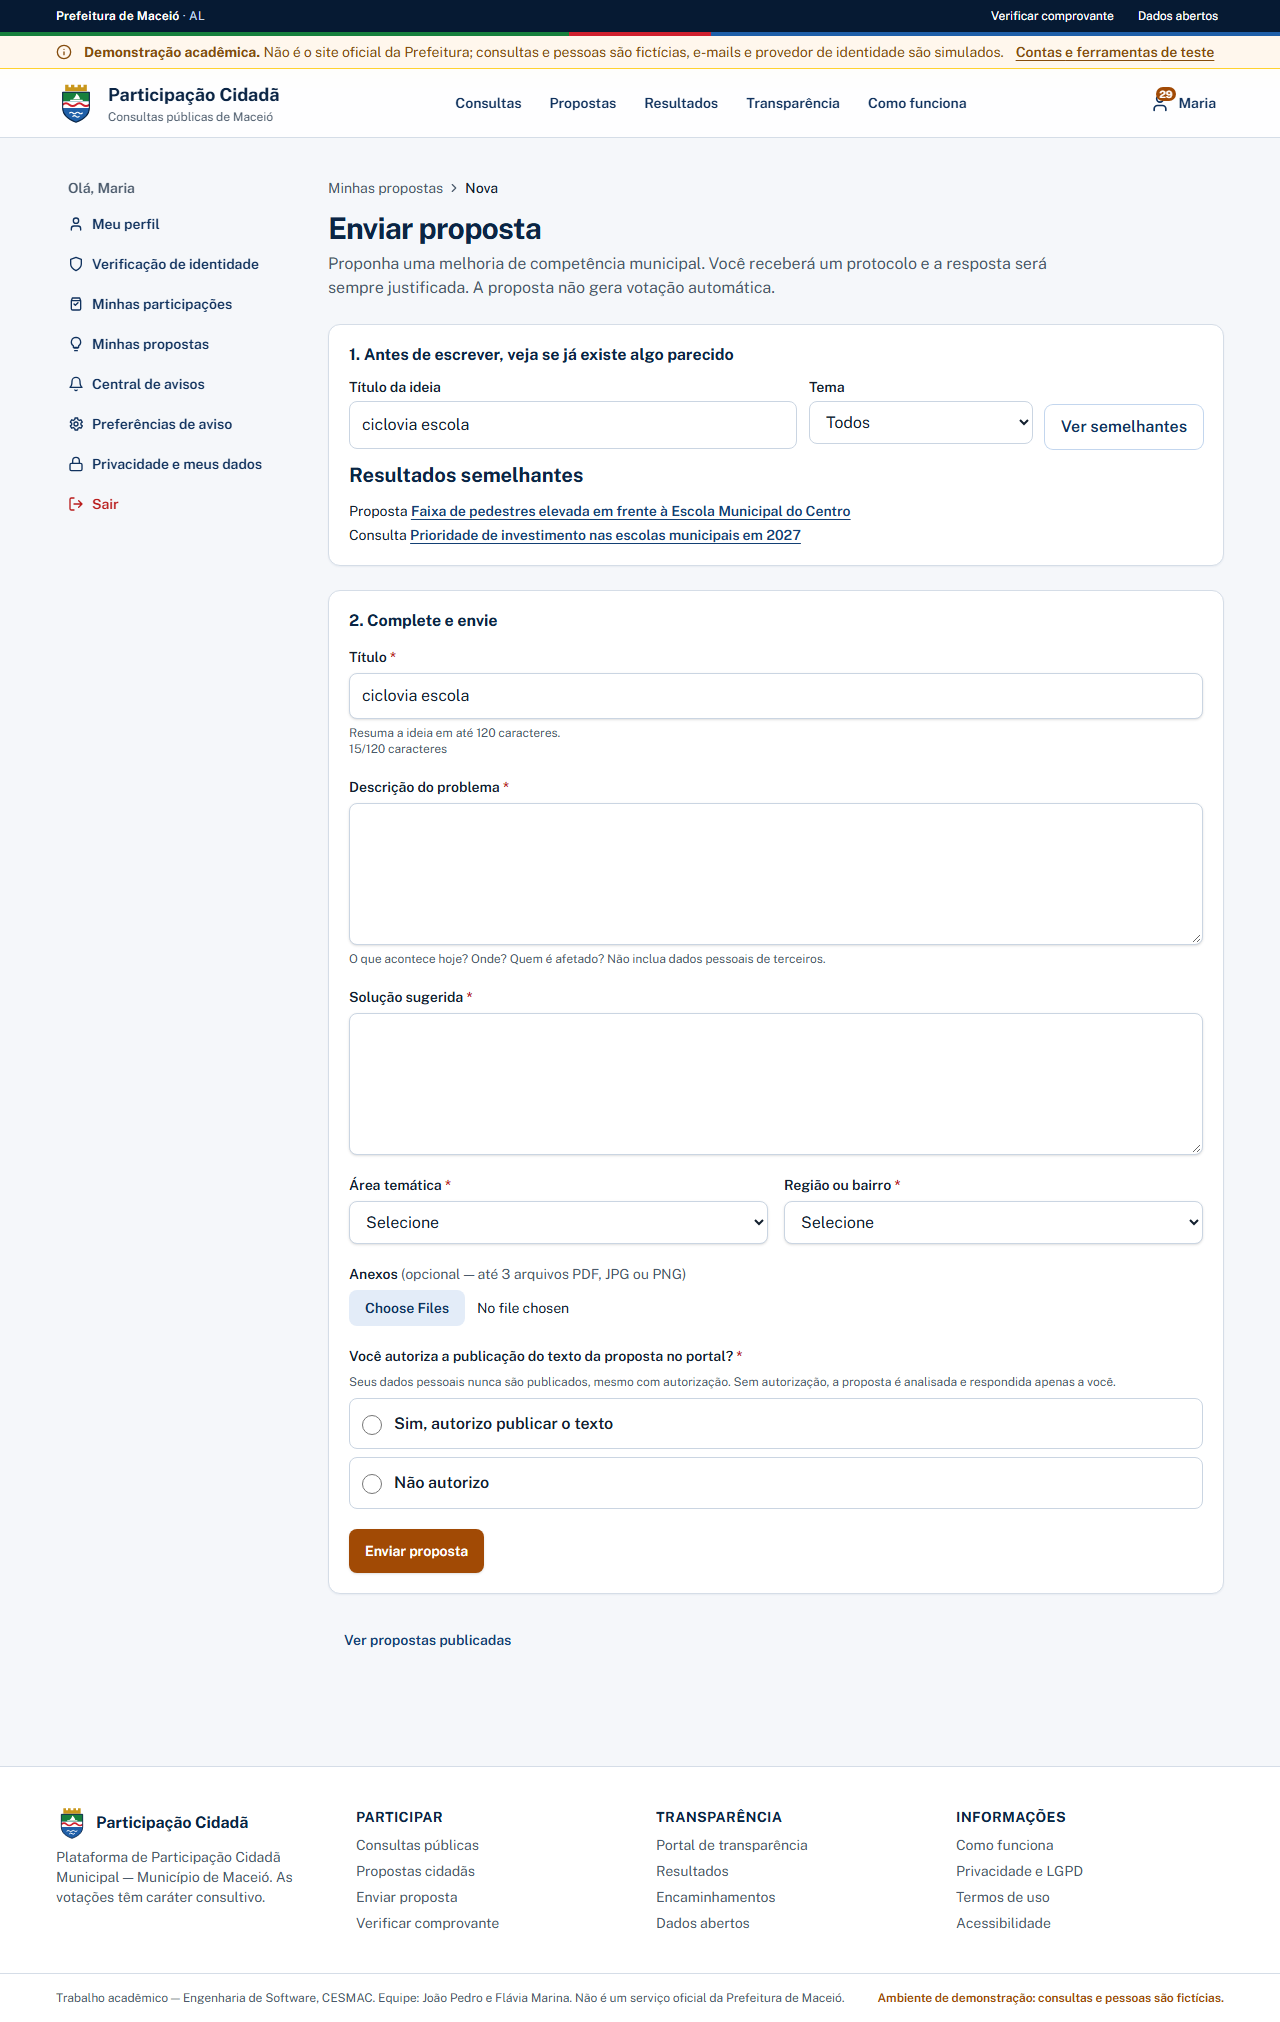 Prefeitura de Maceió · AL
Verificar comprovante
Dados abertos
Demonstração acadêmica. Não é o site oficial da Prefeitura; consultas e pessoas são fictícias, e-mails e provedor de identidade são simulados. Contas e ferramentas de teste
Participação Cidadã
Consultas públicas de Maceió
Consultas
Propostas
Resultados
Transparência
Como funciona
29
Maria
Olá, Maria
Meu perfil
Verificação de identidade
Minhas participações
Minhas propostas
Central de avisos
Preferências de aviso
Privacidade e meus dados
Sair
Minhas propostas > Nova
Enviar proposta
Proponha uma melhoria de competência municipal. Você receberá um protocolo e a resposta será
sempre justificada. A proposta não gera votação automática.
1. Antes de escrever, veja se já existe algo parecido
Título da ideia
Tema
ciclovia escola
Todos
Ver semelhantes
Resultados semelhantes
Proposta Faixa de pedestres elevada em frente à Escola Municipal do Centro
Consulta Prioridade de investimento nas escolas municipais em 2027
2. Complete e envie
Título *
ciclovia escola
Resuma a ideia em até 120 caracteres.
15/120 caracteres
Descrição do problema *
O que acontece hoje? Onde? Quem é afetado? Não inclua dados pessoais de terceiros.
Solução sugerida *
Área temática *
Região ou bairro *
Selecione
Selecione
Anexos (opcional — até 3 arquivos PDF, JPG ou PNG)
Choose Files
No file chosen
Você autoriza a publicação do texto da proposta no portal? *
Seus dados pessoais nunca são publicados, mesmo com autorização. Sem autorização, a proposta é analisada e respondida apenas a você.
Sim, autorizo publicar o texto
Não autorizo
Enviar proposta
Ver propostas publicadas
Participação Cidadã
Plataforma de Participação Cidadã
Municipal — Município de Maceió. As
votações têm caráter consultivo.
PARTICIPAR
Consultas públicas
Propostas cidadãs
Enviar proposta
Verificar comprovante
TRANSPARÊNCIA
Portal de transparência
Resultados
Encaminhamentos
Dados abertos
INFORMAÇÕES
Como funciona
Privacidade e LGPD
Termos de uso
Acessibilidade
Trabalho acadêmico — Engenharia de Software, CESMAC. Equipe: João Pedro e Flávia Marina. Não é um serviço oficial da Prefeitura de Maceió.
Ambiente de demonstração: consultas e pessoas são fictícias.